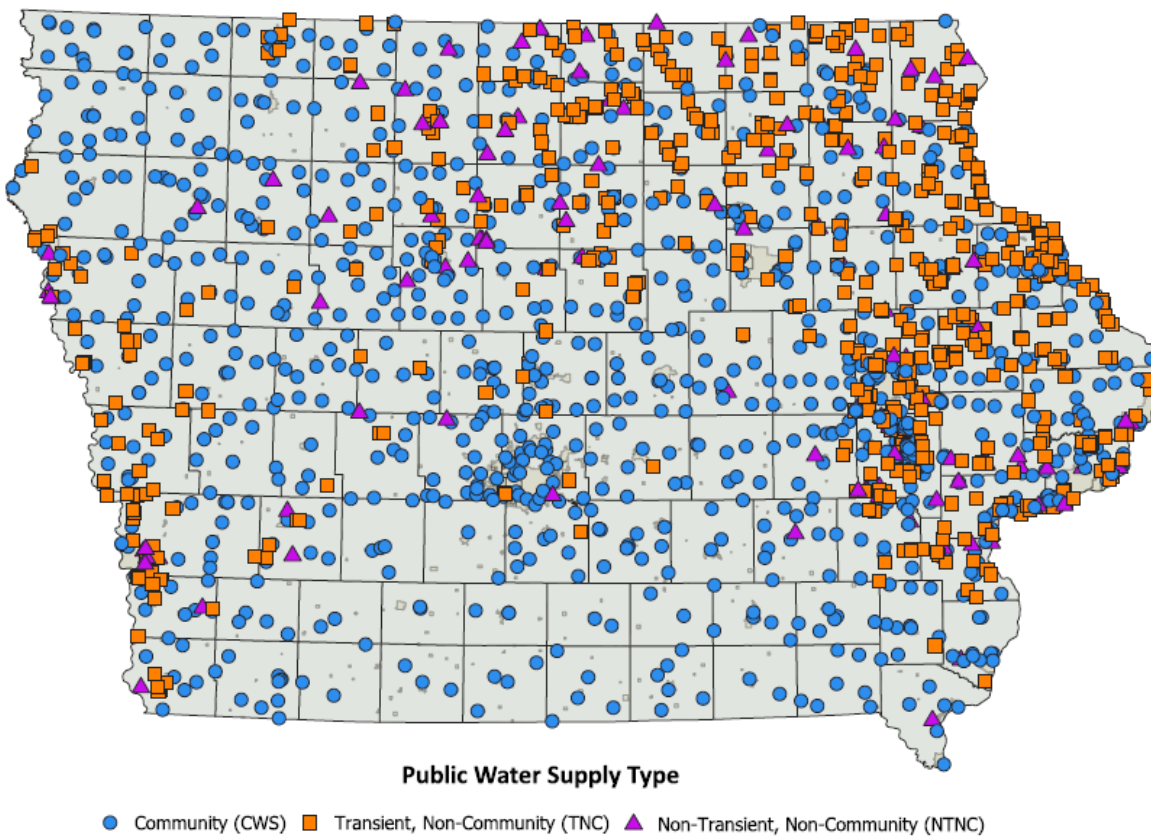 Public Water Supply Type
Community (CWS) Transient, Non-Community (TNC) Non-Transient, Non-Community (NTNC)